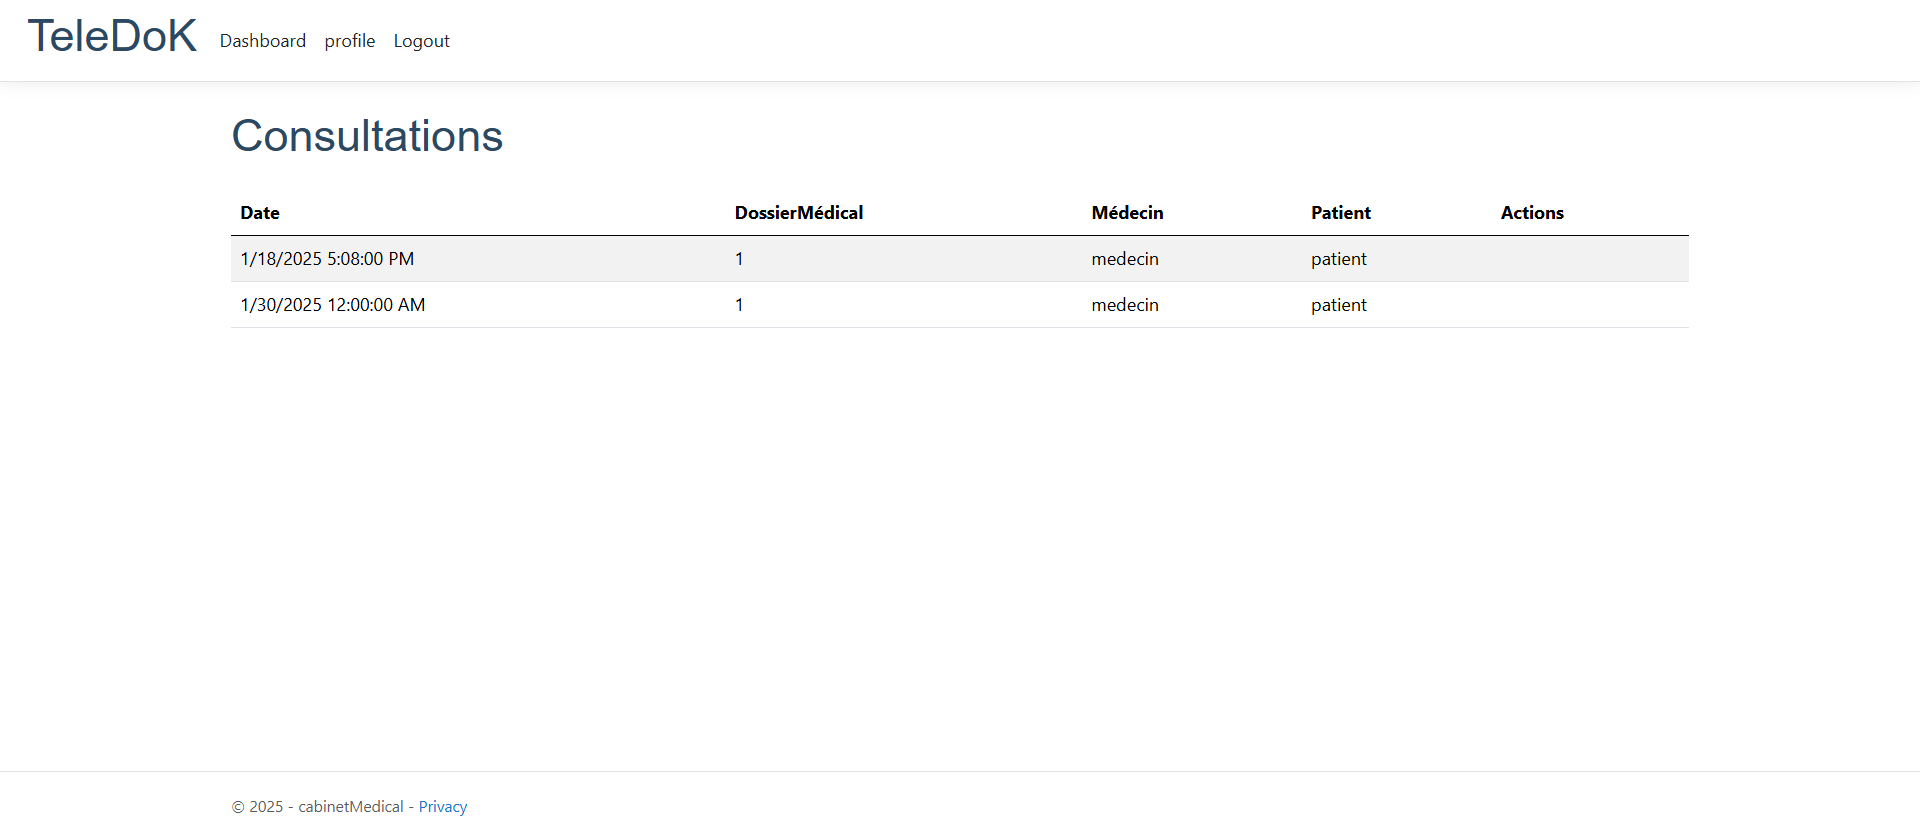 TeleDoK Dashboard profile Logout
Consultations
Date DossierMédical Médecin Patient Actions
1/18/2025 5:08:00 PM 1 medecin patient
1/30/2025 12:00:00 AM 1 medecin patient
© 2025 - cabinetMedical - Privacy